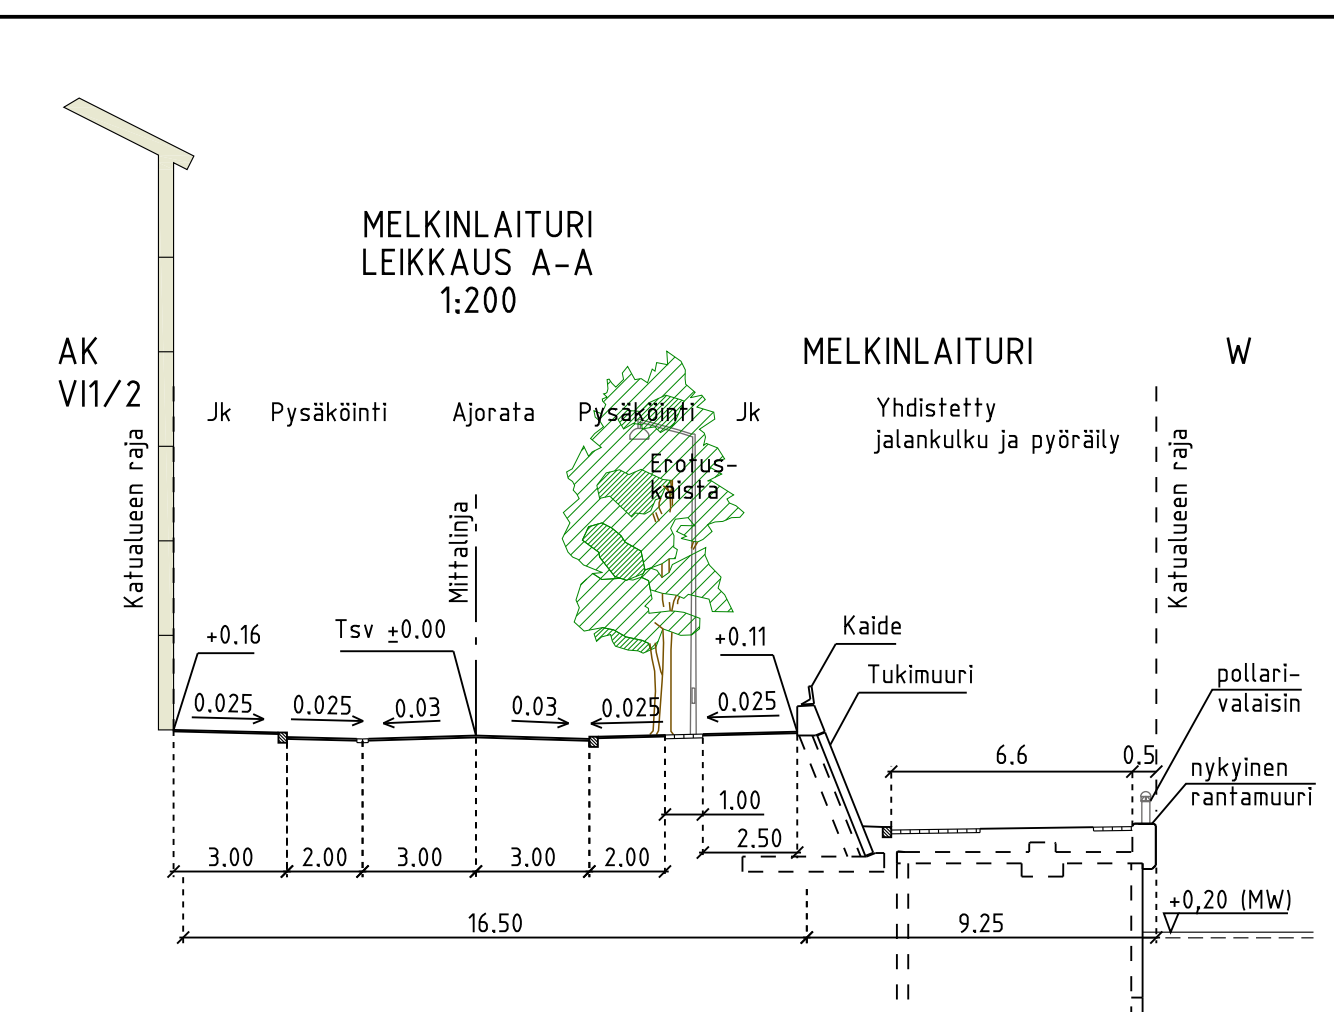 MELKINLAITURI
LEIKKAUS A-A
1:200
AK
VI1/2
MELKINLAITURI
W
Jk
Pysäköinti
Ajorata
Pysäköinti
Jk
Yhdistetty
jalankulku ja pyöräily
Erotus-
kaista
Katualueen raja
Mittalinja
Katualueen raja
+0.16
Tsv ±0.00
+0.11
Kaide
Tukimuuri
pollari-
valaisin
0.025
0.025
0.03
0.03
0.025
0.025
6.6
0.5
nykyinen
rantamuuri
1.00
2.50
3.00
2.00
3.00
3.00
2.00
+0,20 (MW)
16.50
9.25